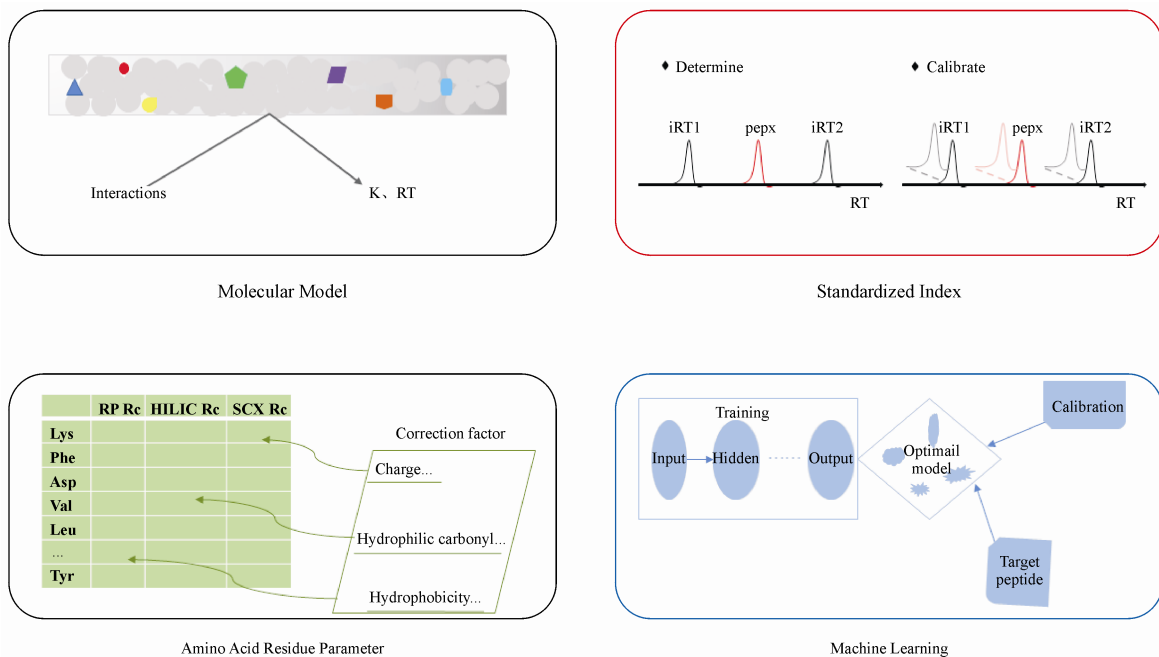 Interactions
K、RT
Molecular Model
◆ Determine
iRT1 pepx iRT2
RT
◆ Calibrate
iRT1 pepx iRT2
RT
Standardized Index
RP Rc HILIC Rc SCX Rc
Lys
Phe
Asp
Val
Leu
...
Tyr
Correction factor
Charge...
Hydrophilic carbonyl...
Hydrophobicity...
Amino Acid Residue Parameter
Training
Input Hidden ...... Output
Optimail
model
Calibration
Target
peptide
Machine Learning